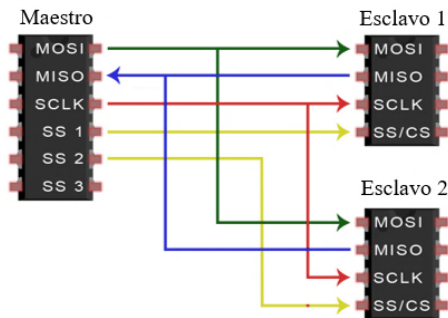 Maestro
MOSI
MISO
SCLK
SS 1
SS 2
SS 3
Esclavo 1
MOSI
MISO
SCLK
SS/CS
Esclavo 2
MOSI
MISO
SCLK
SS/CS